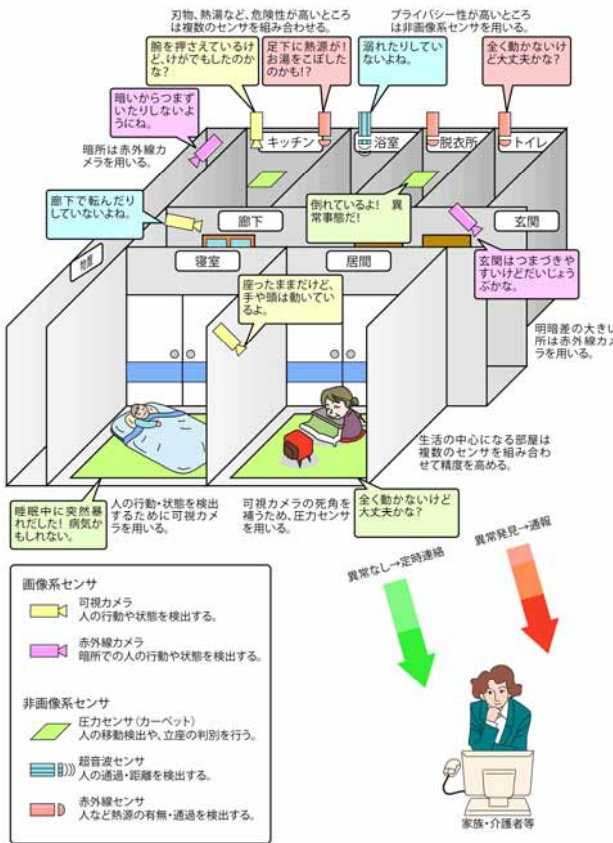 刃物、熱湯など、危険性が高いところ
は複数のセンサを組み合わせる。
プライバシー性が高いところ
は非画像系センサを用いる。
腕を押さえているけ
ど、けがでもしたのか
な？
足下に熱源が！
お湯をこぼした
のかも！？
溺れたりしてい
ないよね。
全く動かないけ
ど大丈夫かな？
暗いからつまず
いたりしないよ
うにね。
暗所は赤外線カ
メラを用いる。
キッチン
浴室
脱衣所
トイレ
廊下で転んだり
していないよね。
廊下
倒れているよ！　異
常事態だ！
玄関
玄関はつまづきや
すいけどだいじょう
ぶかな。
物置
寝室
居間
座ったままだけど、
手や頭は動いてい
るよ。
明暗差の大きい
所は赤外線カメ
ラを用いる。
生活の中心になる部屋は
複数のセンサを組み合わ
せて精度を高める。
睡眠中に突然暴
れだした！病気か
もしれない。
人の行動・状態を検出
するために可視カメ
ラを用いる。
可視カメラの死角を
補うため、圧力センサ
を用いる。
全く動かないけど
大丈夫かな？
異常なし→定時連絡
異常発見→通報
画像系センサ
可視カメラ
人の行動や状態を検出する。
赤外線カメラ
暗所での人の行動や状態を検出する。
非画像系センサ
圧力センサ（カーペット）
人の移動検出や、立座の判別を行う。
超音波センサ
人の通過・距離を検出する。
赤外線センサ
人など熱源の有無・通過を検出する。
家族・介護者等